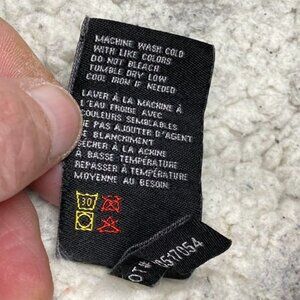 MACHINE WASH COLD
WITH LIKE COLORS
DO NOT BLEACH
TUMBLE DRY LOW
COOL IRON IF NEEDED
LAVER À LA MACHINE À
L'EAU FROIDE AVEC
COULEURS SEMBLABLES
NE PAS AJOUTER D'AGENT
DE BLANCHIMENT
SÉCHER À LA ACHINE
À BASSE TEMPÉRATURE
REPASSER À TEMPÉRATURE
MOYENNE AU BESOIN
30